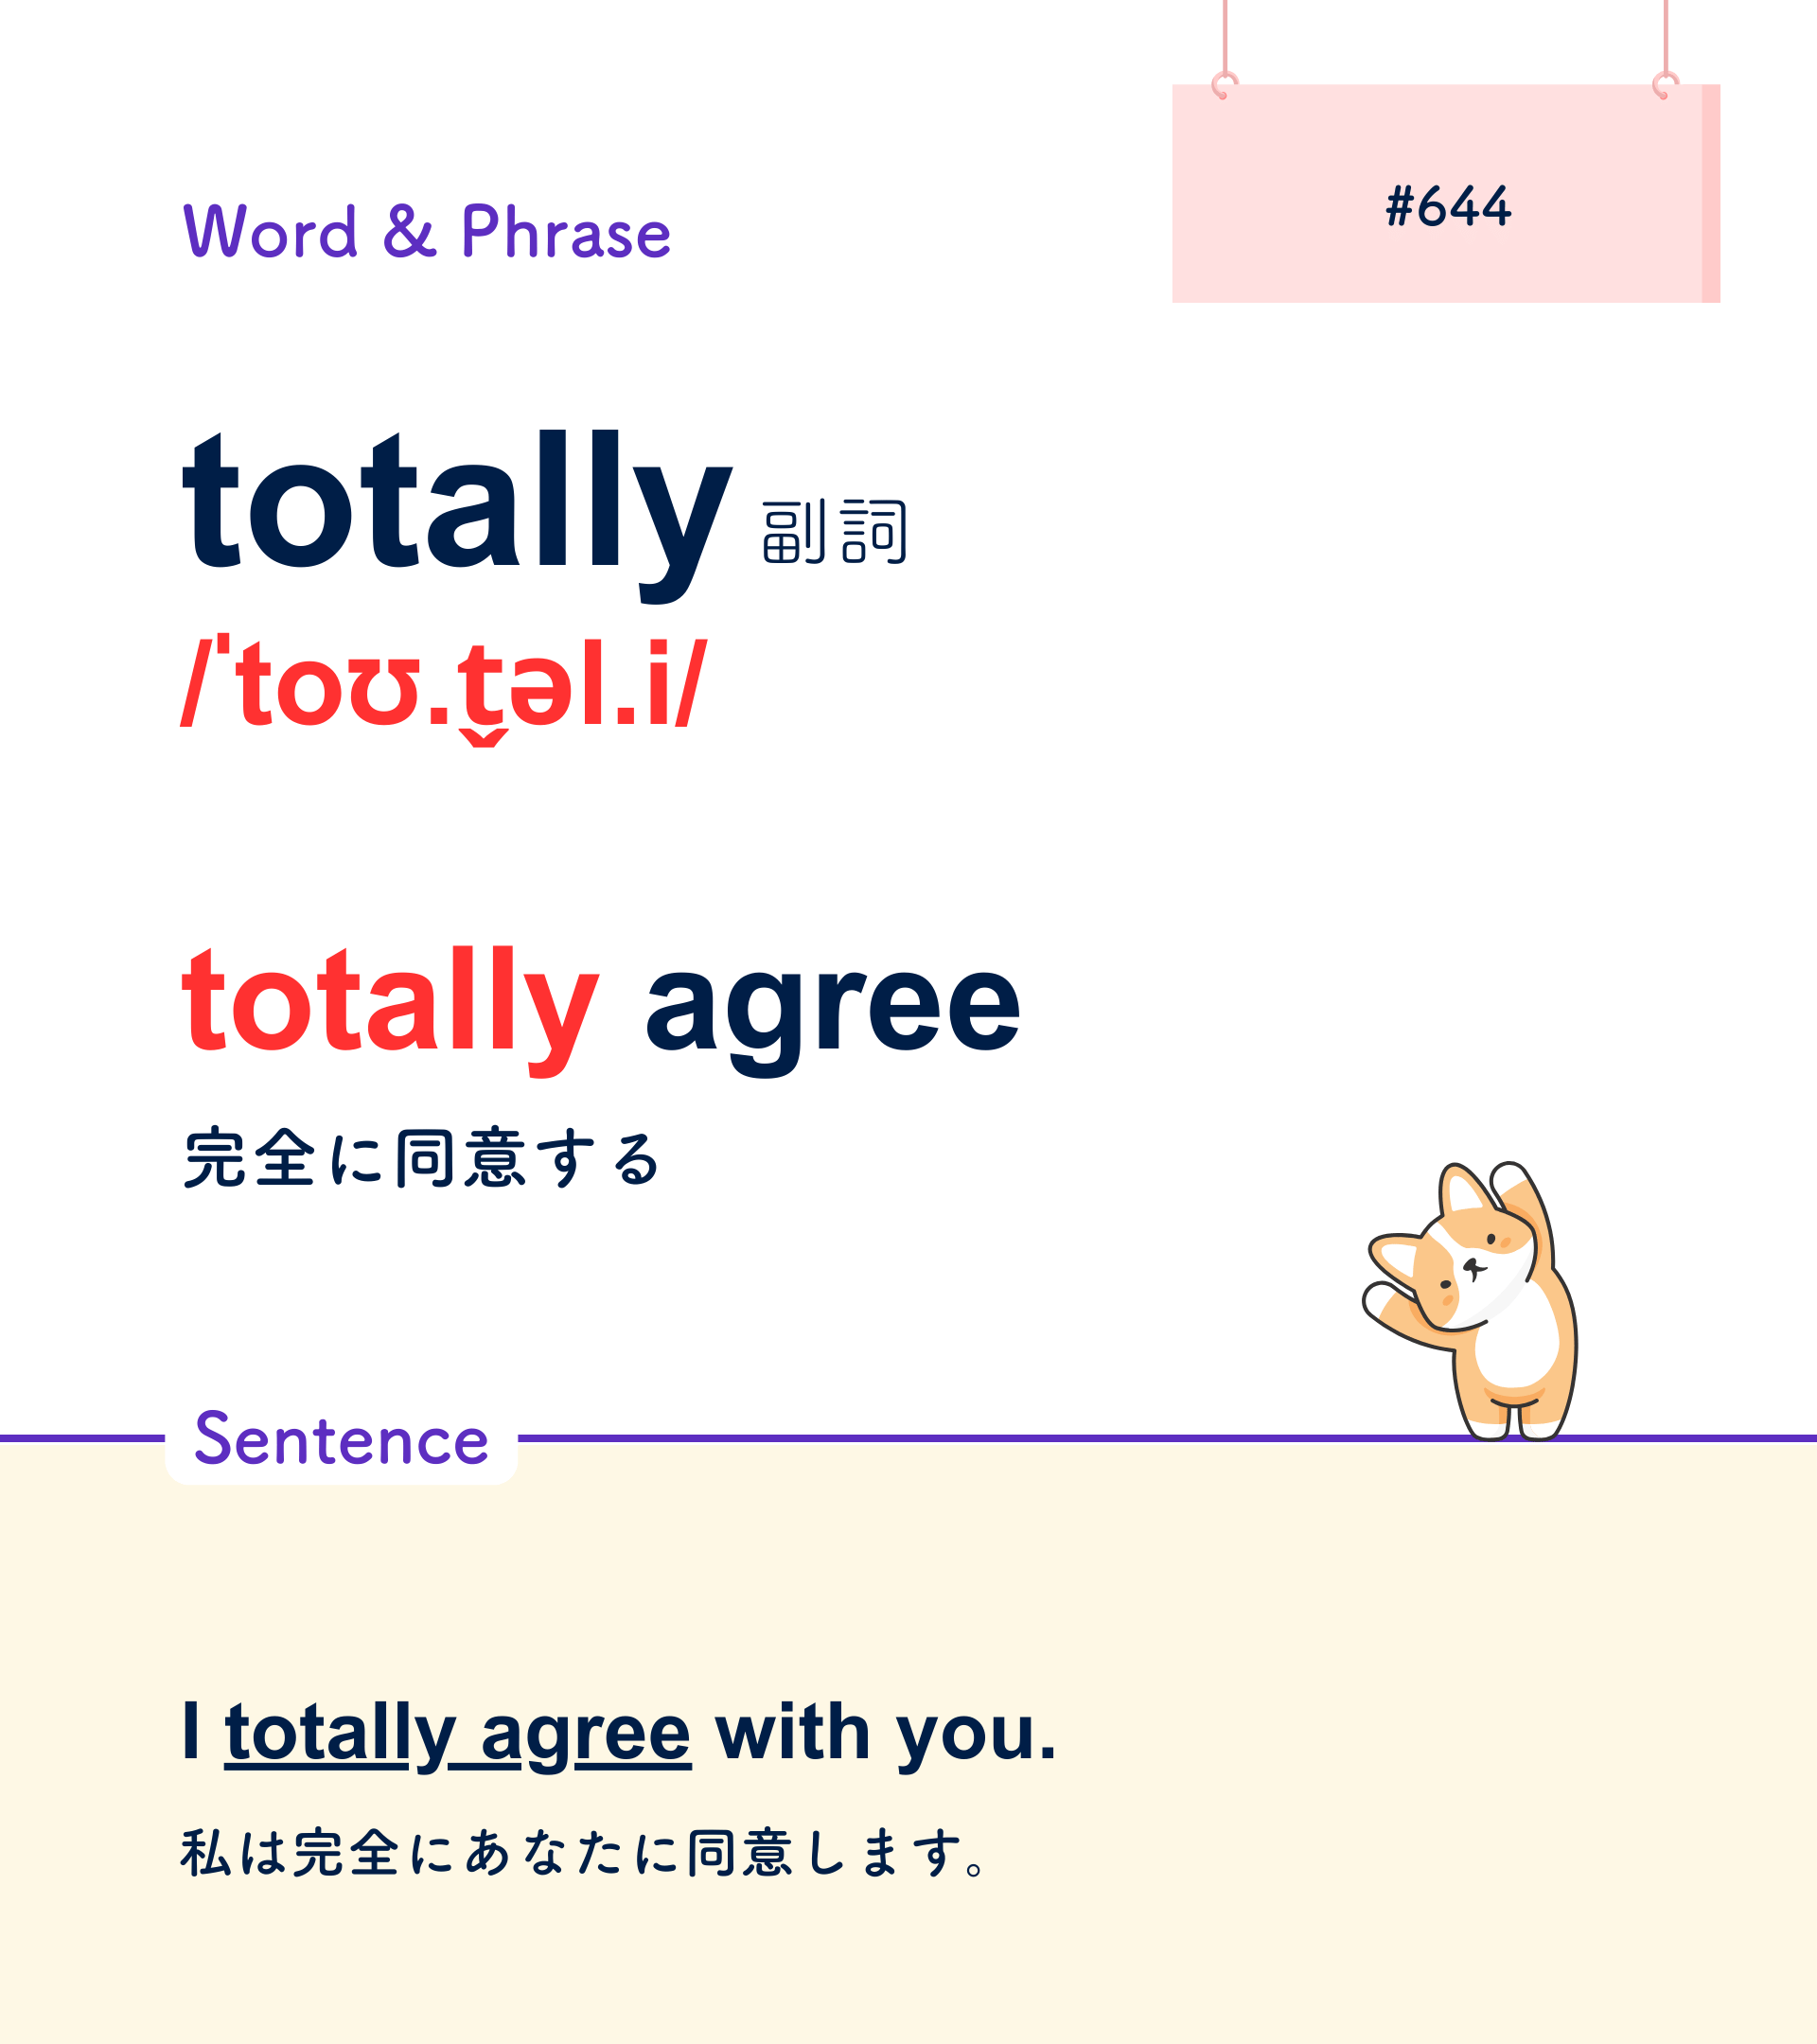 Word & Phrase
#644
totally 副詞
/ˈtoʊ.t̬əl.i/
totally agree
完全に同意する
Sentence
I totally agree with you.
私は完全にあなたに同意します。